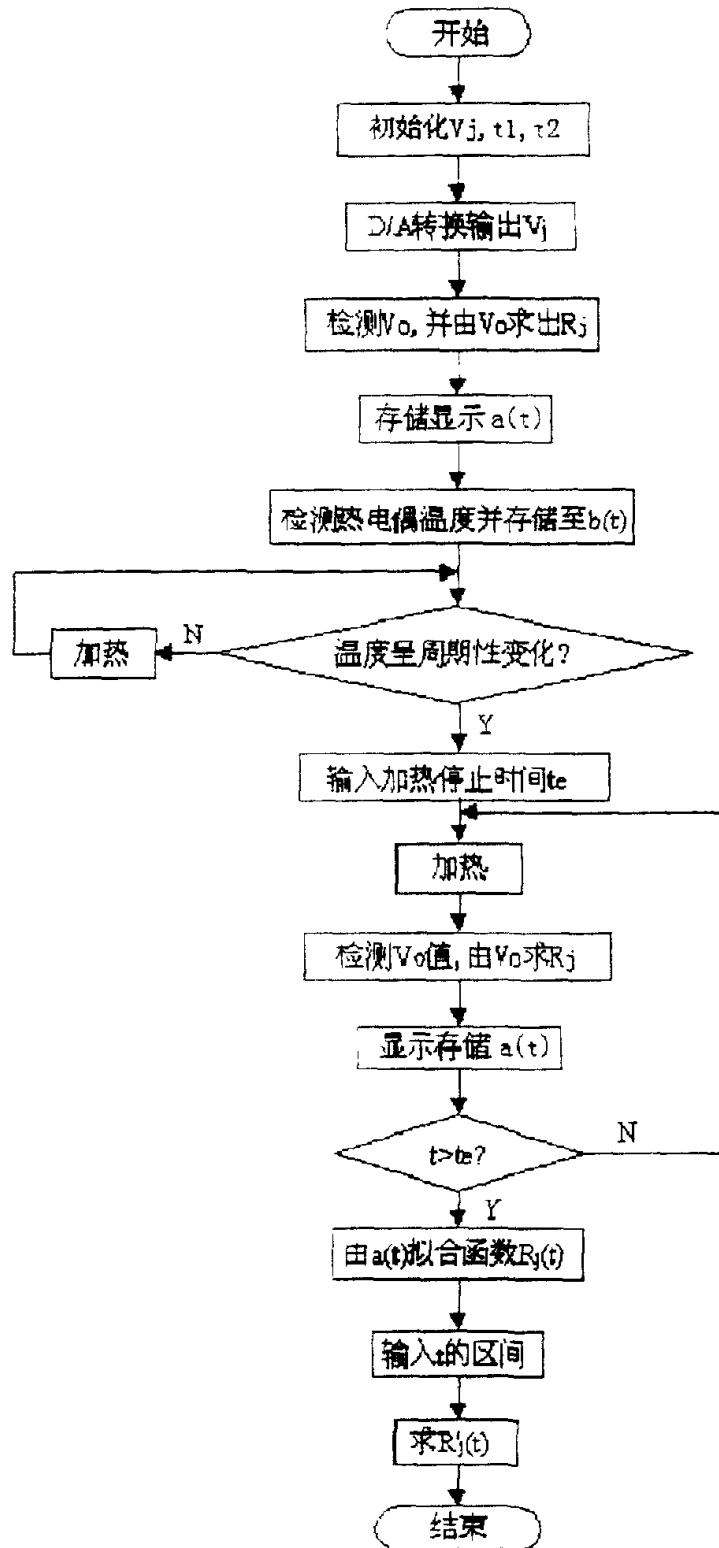 开始
初始化Vj, t1, t2
D/A转换输出Vj
检测Vo, 并由Vo求出Rj
存储显示 a(t)
检测热电偶温度并存储至b(t)
加热
N
温度呈周期性变化?
Y
输入加热停止时间te
加热
检测Vo值, 由Vo求Rj
显示存储 a(t)
t>te?
N
Y
由a(t)拟合函数Rj(t)
输入t的区间
求R'j(t)
结束